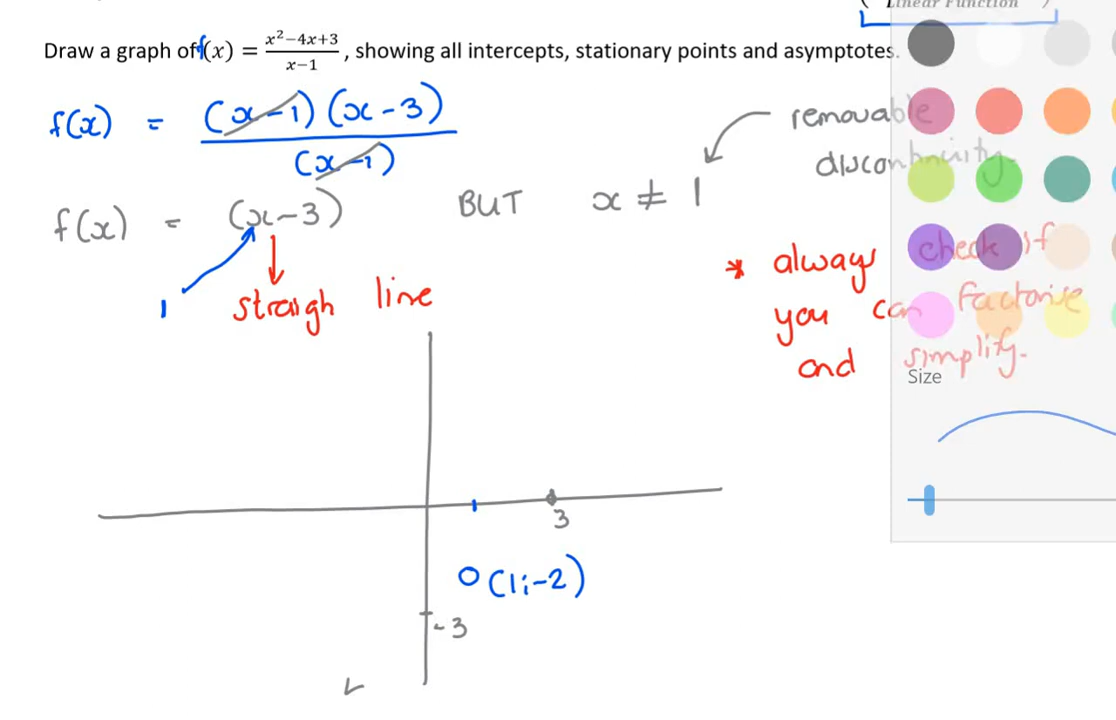 ( Linear Function )
Draw a graph of f(x) = x²−4x+3 / x−1 , showing all intercepts, stationary points and asymptotes.
f(x) = (x-1)(x-3) / (x-1)
removable
discontinuity.
f(x) = (x-3) BUT x ≠ 1
1
straigh line
* always check if
you can factorise
and simplify.
Size
3
(1;-2)
-3